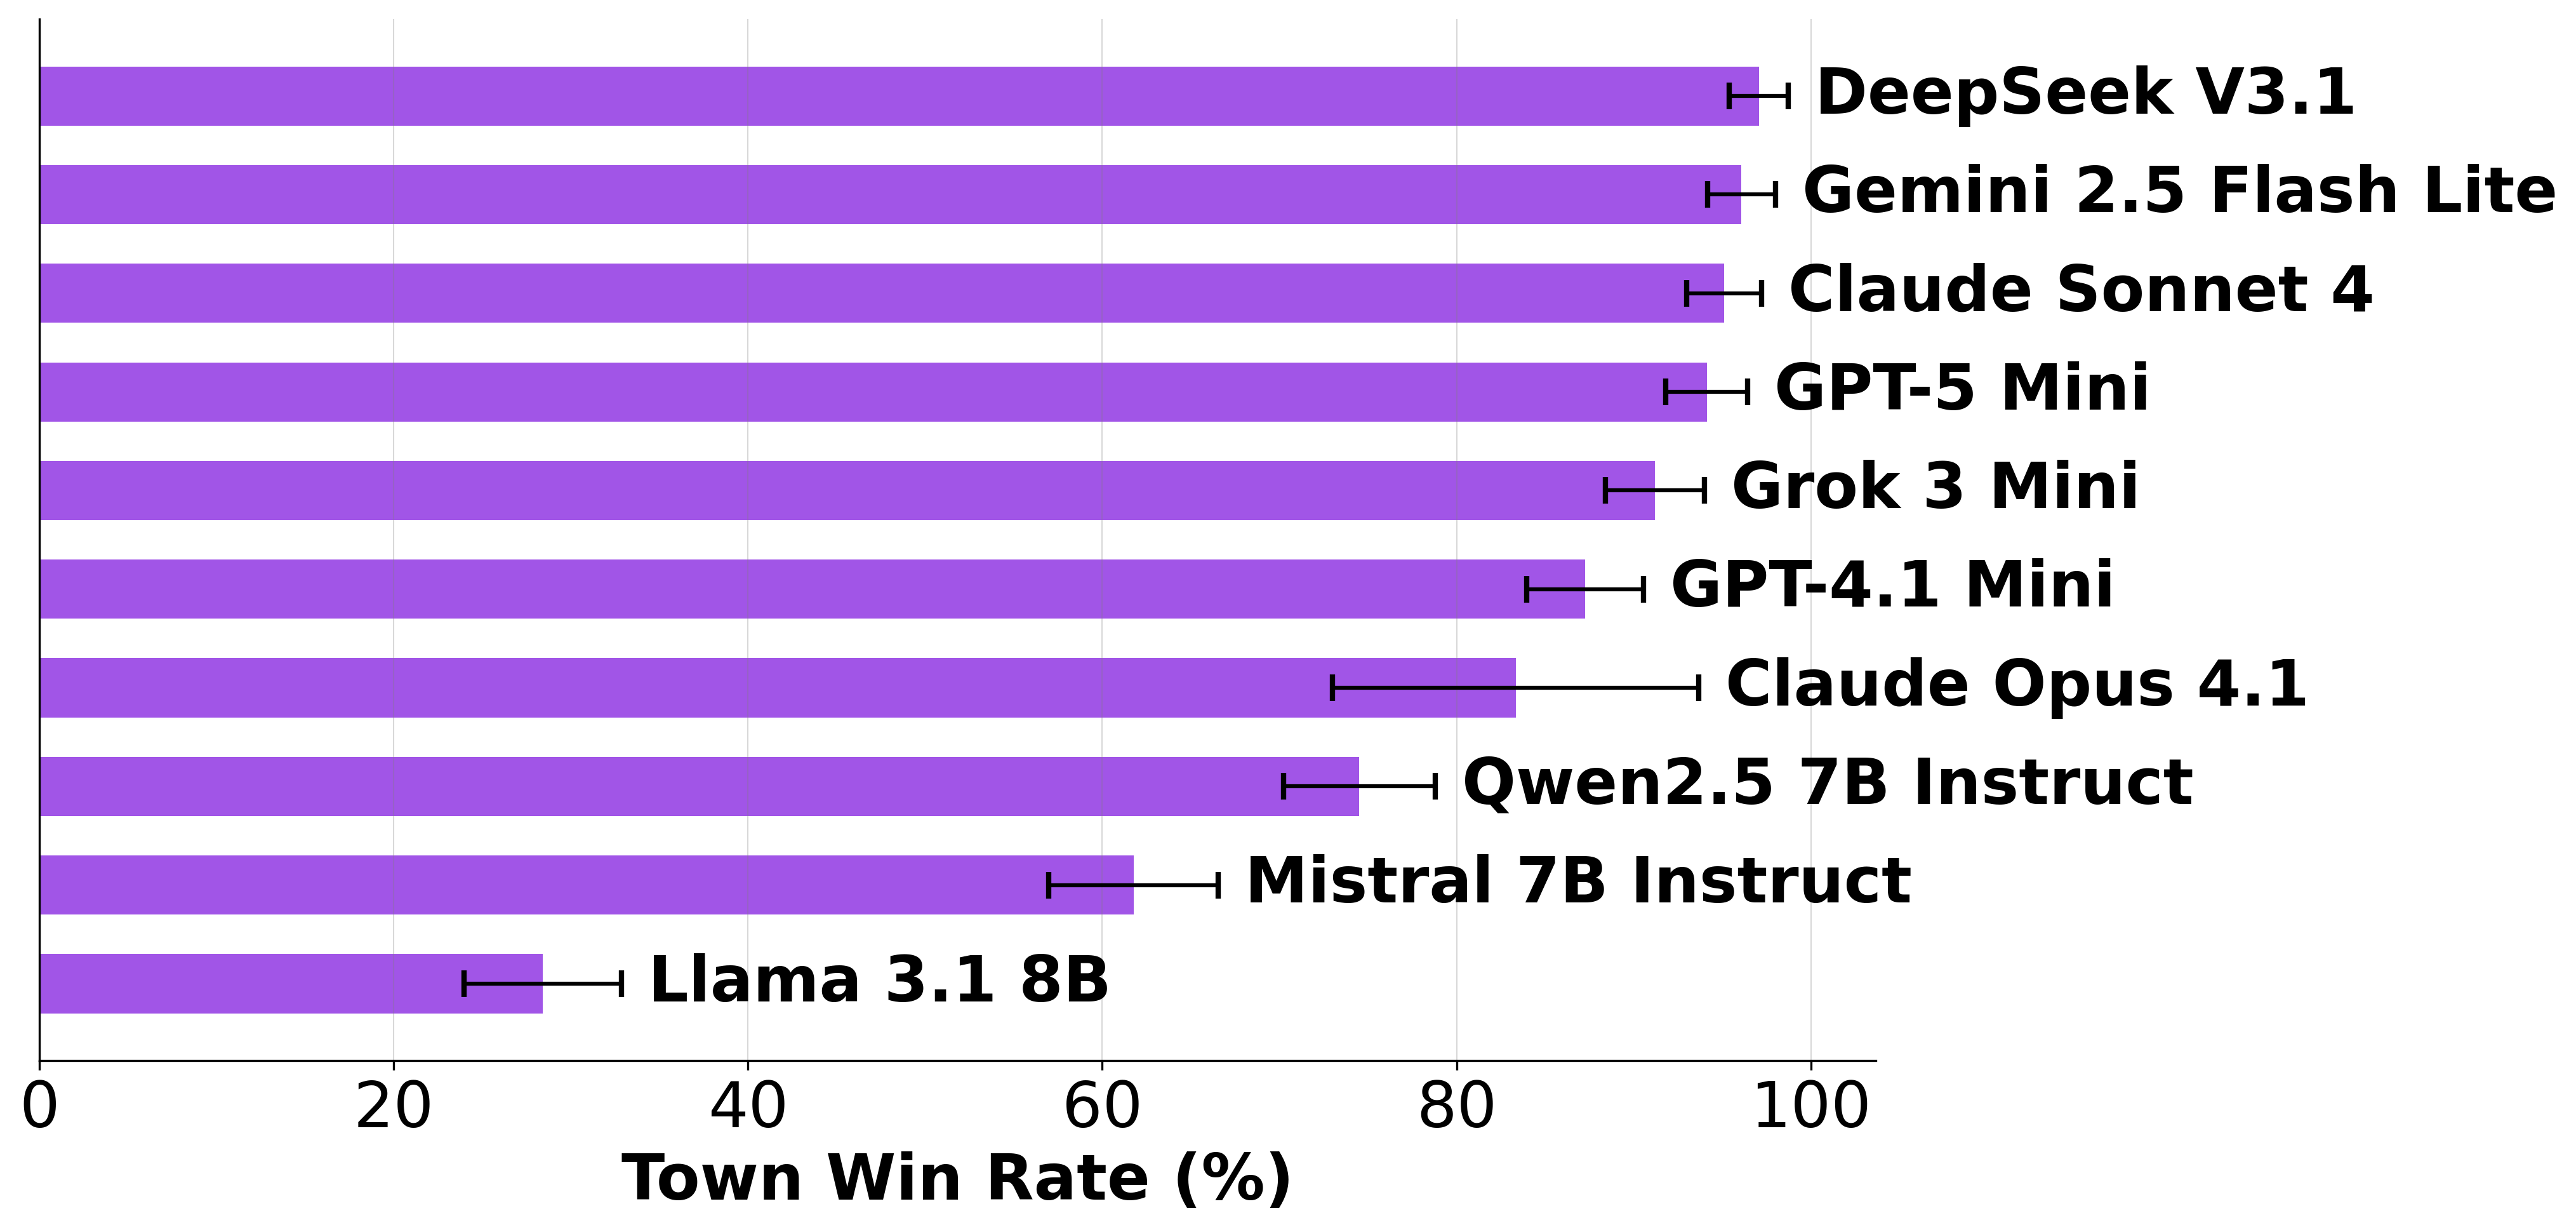 DeepSeek V3.1
Gemini 2.5 Flash Lite
Claude Sonnet 4
GPT-5 Mini
Grok 3 Mini
GPT-4.1 Mini
Claude Opus 4.1
Qwen2.5 7B Instruct
Mistral 7B Instruct
Llama 3.1 8B
0 20 40 60 80 100
Town Win Rate (%)